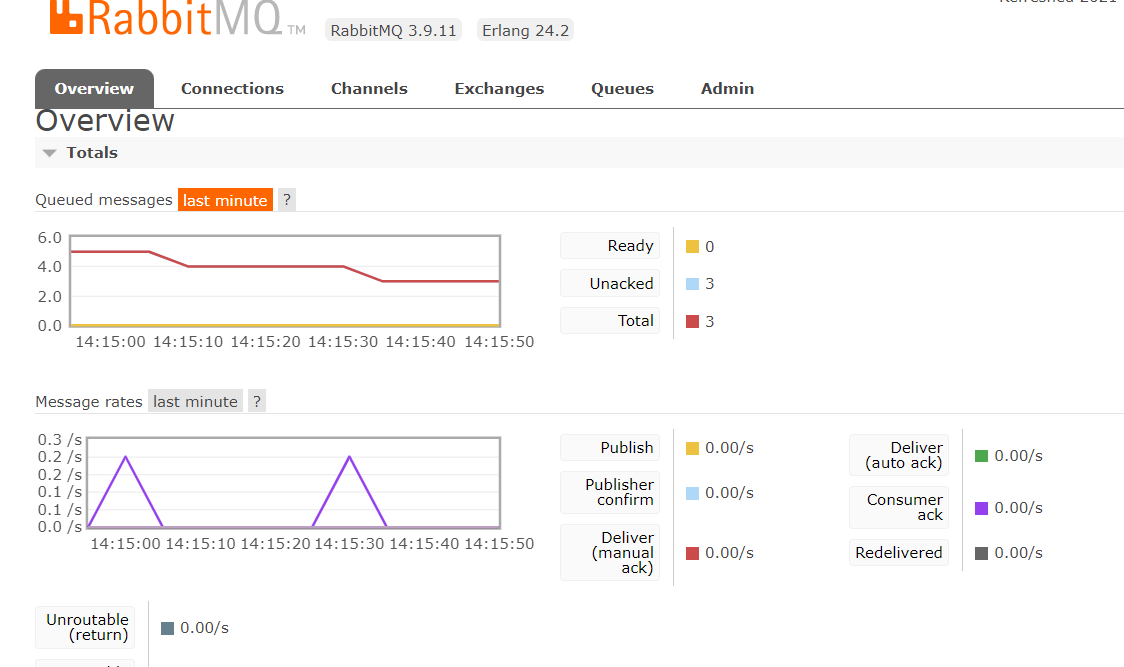 RabbitMQ TM RabbitMQ 3.9.11 Erlang 24.2
Overview Connections Channels Exchanges Queues Admin
Overview
Totals
Queued messages last minute ?
6.0
4.0
2.0
0.0
14:15:00 14:15:10 14:15:20 14:15:30 14:15:40 14:15:50
Ready 0
Unacked 3
Total 3
Message rates last minute ?
0.3 /s
0.2 /s
0.2 /s
0.1 /s
0.1 /s
0.0 /s
14:15:00 14:15:10 14:15:20 14:15:30 14:15:40 14:15:50
Publish 0.00/s
Publisher
confirm 0.00/s
Deliver
(manual
ack) 0.00/s
Deliver
(auto ack) 0.00/s
Consumer
ack 0.00/s
Redelivered 0.00/s
Unroutable
(return) 0.00/s